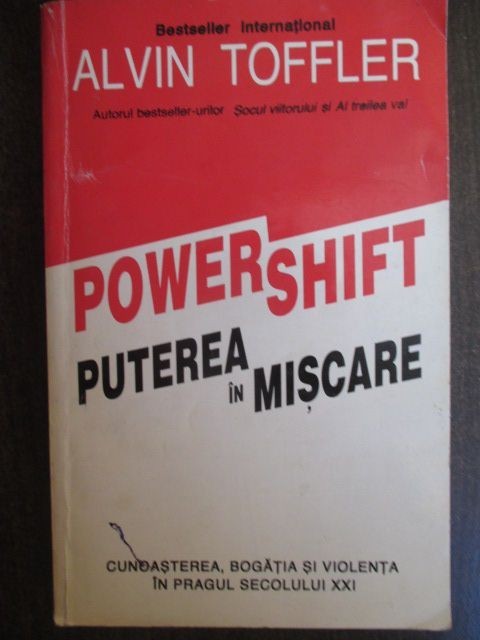 Bestseller internațional
ALVIN TOFFLER
Autorul bestseller-urilor Șocul viitorului și Al treilea val
POWERSHIFT
PUTEREA
ÎN MIȘCARE
CUNOAȘTEREA, BOGĂȚIA ȘI VIOLENȚA
ÎN PRAGUL SECOLULUI XXI